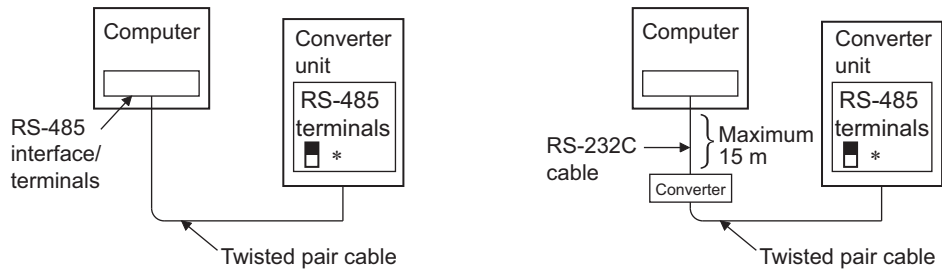 Computer
Converter
unit
RS-485
terminals
*
RS-485
interface/
terminals
Twisted pair cable
Computer
Converter
unit
RS-485
terminals
*
RS-232C
cable
Maximum
15 m
Converter
Twisted pair cable